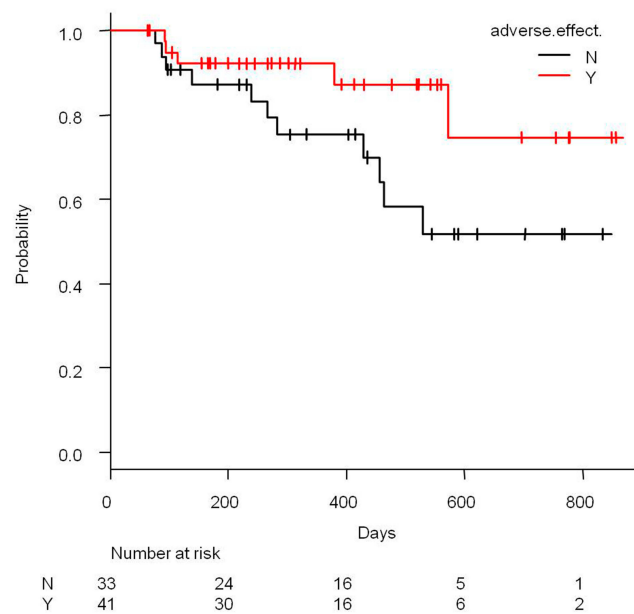 adverse.effect.
N
Y
1.0
0.8
0.6
0.4
0.2
0.0
Probability
0 200 400 600 800
Days
Number at risk
N 33 24 16 5 1
Y 41 30 16 6 2